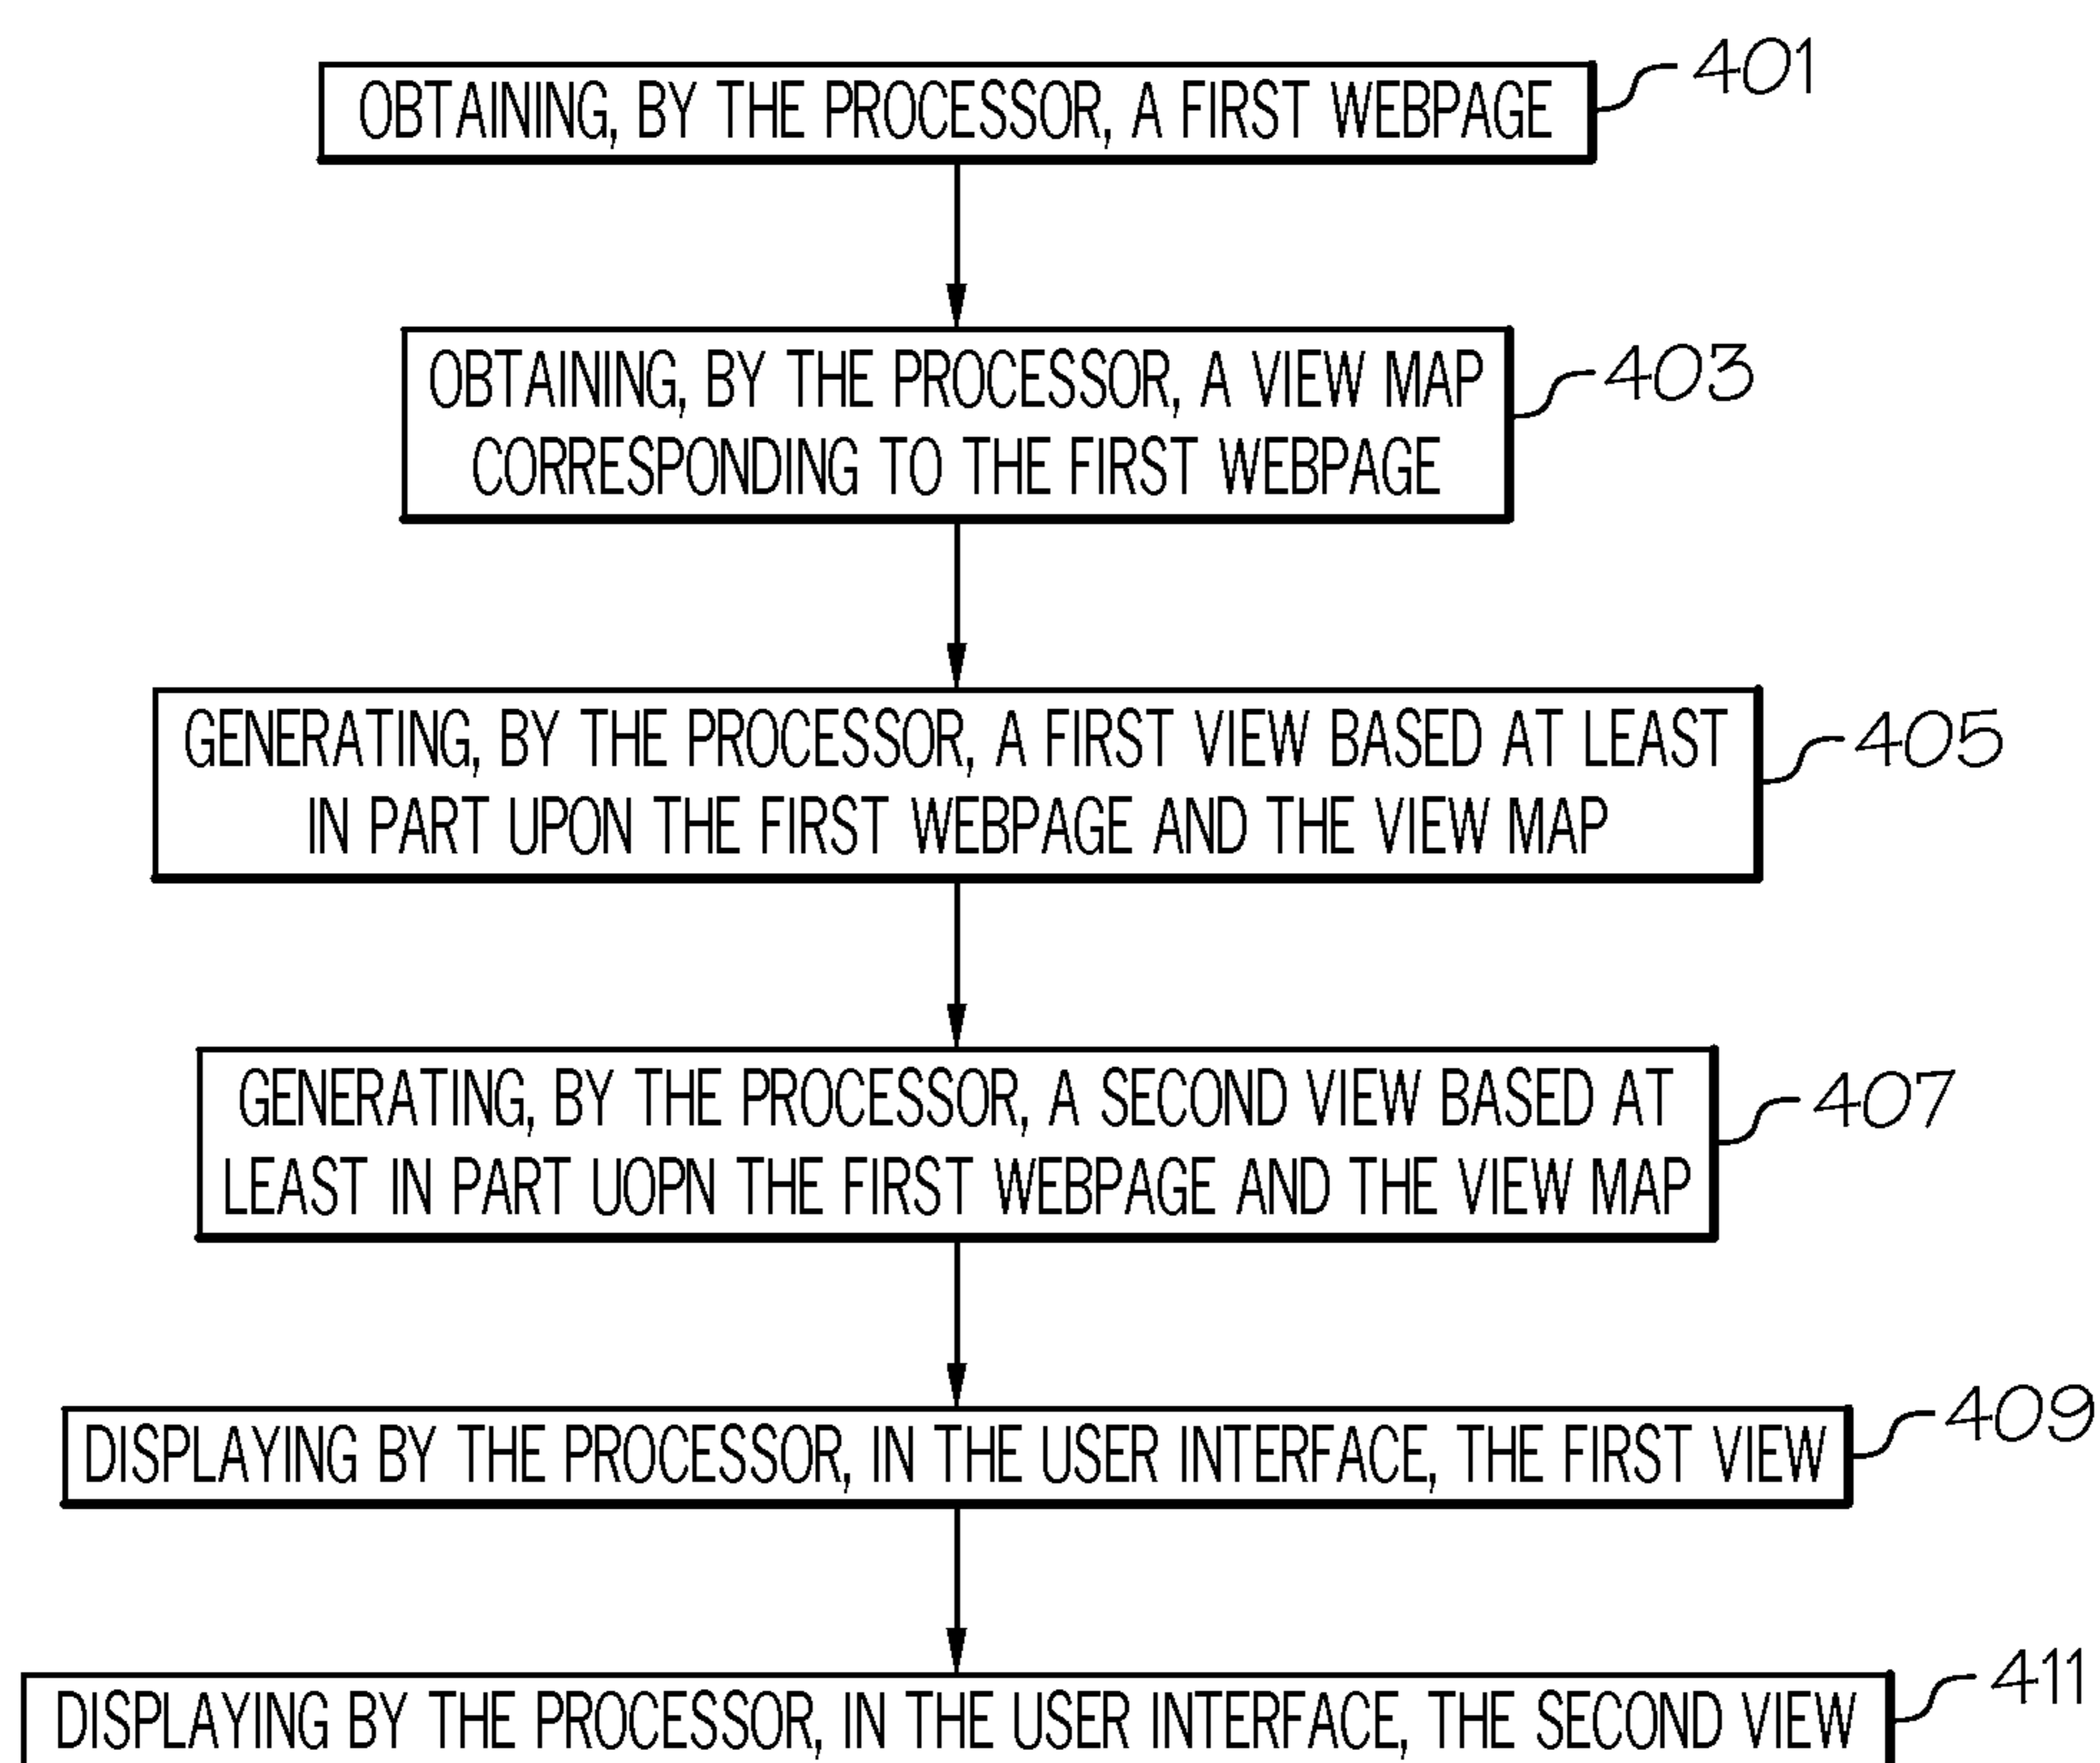 OBTAINING, BY THE PROCESSOR, A FIRST WEBPAGE
401
OBTAINING, BY THE PROCESSOR, A VIEW MAP
CORRESPONDING TO THE FIRST WEBPAGE
403
GENERATING, BY THE PROCESSOR, A FIRST VIEW BASED AT LEAST
IN PART UPON THE FIRST WEBPAGE AND THE VIEW MAP
405
GENERATING, BY THE PROCESSOR, A SECOND VIEW BASED AT
LEAST IN PART UOPN THE FIRST WEBPAGE AND THE VIEW MAP
407
DISPLAYING BY THE PROCESSOR, IN THE USER INTERFACE, THE FIRST VIEW
409
DISPLAYING BY THE PROCESSOR, IN THE USER INTERFACE, THE SECOND VIEW
411